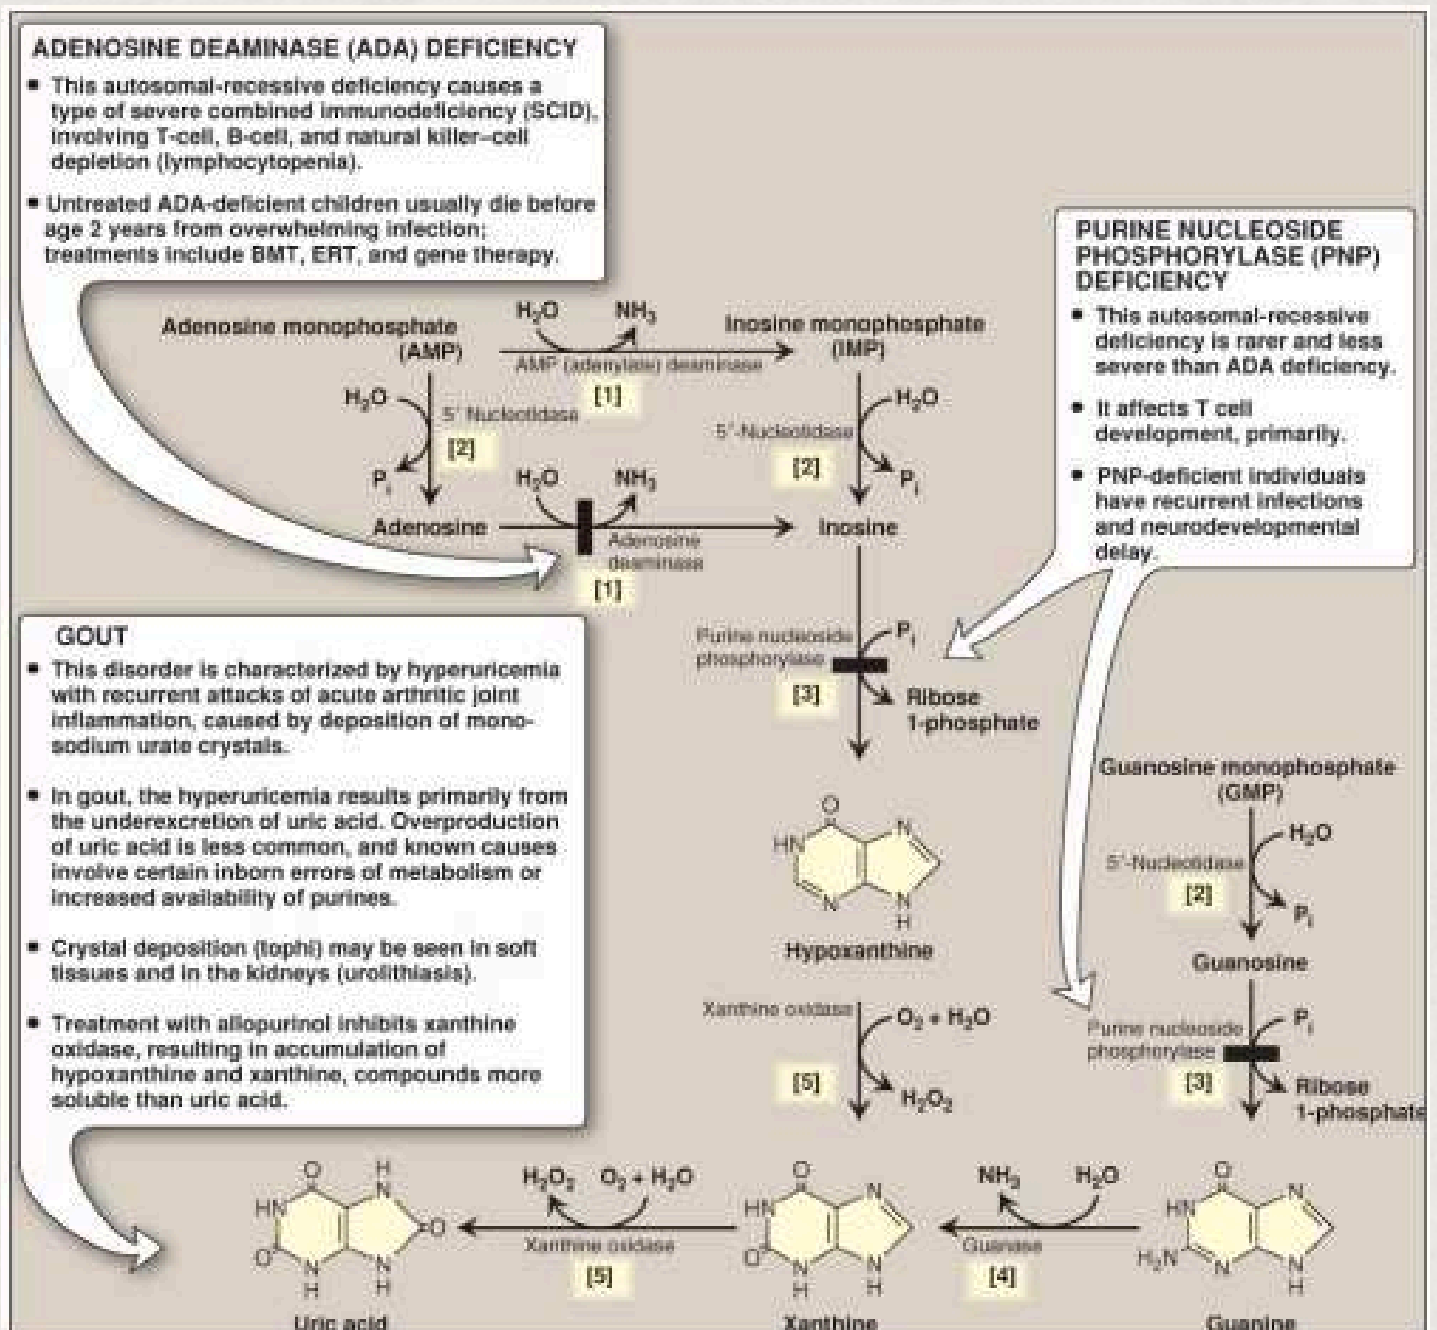 ADENOSINE DEAMINASE (ADA) DEFICIENCY
• This autosomal-recessive deficiency causes a
type of severe combined immunodeficiency (SCID),
involving T-cell, B-cell, and natural killer–cell
depletion (lymphocytopenia).
• Untreated ADA-deficient children usually die before
age 2 years from overwhelming infection;
treatments include BMT, ERT, and gene therapy.
PURINE NUCLEOSIDE
PHOSPHORYLASE (PNP)
DEFICIENCY
• This autosomal-recessive
deficiency is rarer and less
severe than ADA deficiency.
• It affects T cell
development, primarily.
• PNP-deficient individuals
have recurrent infections
and neurodevelopmental
delay.
Adenosine monophosphate
(AMP)
H₂O NH₃
AMP (adenylate) deaminase
[1]
Inosine monophosphate
(IMP)
H₂O
5' Nucleotidase
[2]
Pᵢ
H₂O
5'-Nucleotidase
[2]
Pᵢ
Adenosine
H₂O NH₃
Adenosine
deaminase
[1]
Inosine
Purine nucleoside
phosphorylase
[3]
Pᵢ
Ribose
1-phosphate
GOUT
• This disorder is characterized by hyperuricemia
with recurrent attacks of acute arthritic joint
inflammation, caused by deposition of mono-
sodium urate crystals.
• In gout, the hyperuricemia results primarily from
the underexcretion of uric acid. Overproduction
of uric acid is less common, and known causes
involve certain inborn errors of metabolism or
increased availability of purines.
• Crystal deposition (tophi) may be seen in soft
tissues and in the kidneys (urolithiasis).
• Treatment with allopurinol inhibits xanthine
oxidase, resulting in accumulation of
hypoxanthine and xanthine, compounds more
soluble than uric acid.
O
HN
N
N
N
H
Hypoxanthine
Guanosine monophosphate
(GMP)
H₂O
5'-Nucleotidase
[2]
Pᵢ
Guanosine
Xanthine oxidase
O₂ + H₂O
[5]
H₂O₂
Purine nucleoside
phosphorylase
[3]
Pᵢ
Ribose
1-phosphate
O
H
HN
N
O
O
N
N
H
H
Uric acid
H₂O₂ O₂ + H₂O
Xanthine oxidase
[5]
O
HN
N
O
N
N
H
H
Xanthine
NH₃ H₂O
Guanase
[4]
O
HN
N
H₂N
N
N
H
Guanine